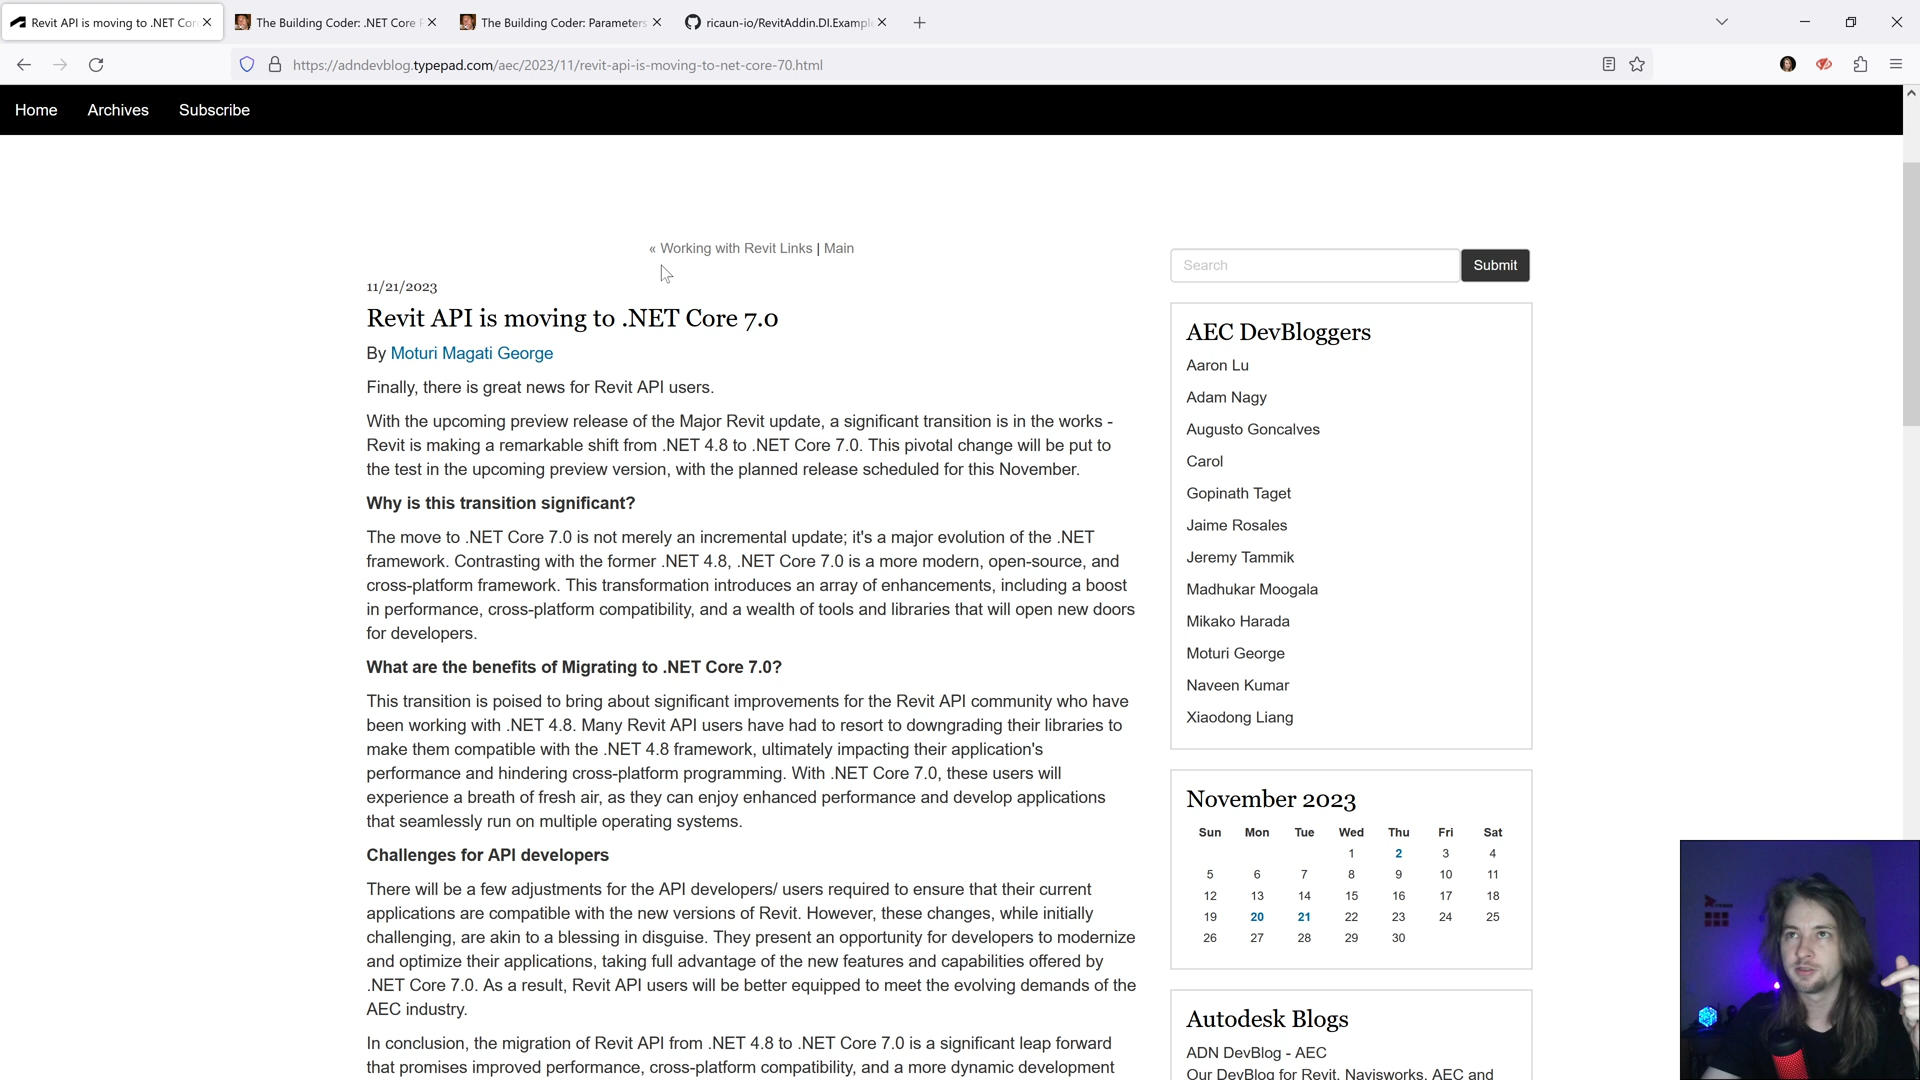 Revit API is moving to .NET Cor
The Building Coder: .NET Core
The Building Coder: Parameters
ricaun-io/RevitAddin.DI.Example
https://adndevblog.typepad.com/aec/2023/11/revit-api-is-moving-to-net-core-70.html
Home Archives Subscribe
« Working with Revit Links | Main
11/21/2023
Revit API is moving to .NET Core 7.0
By Moturi Magati George
Finally, there is great news for Revit API users.
With the upcoming preview release of the Major Revit update, a significant transition is in the works -
Revit is making a remarkable shift from .NET 4.8 to .NET Core 7.0. This pivotal change will be put to
the test in the upcoming preview version, with the planned release scheduled for this November.
Why is this transition significant?
The move to .NET Core 7.0 is not merely an incremental update; it's a major evolution of the .NET
framework. Contrasting with the former .NET 4.8, .NET Core 7.0 is a more modern, open-source, and
cross-platform framework. This transformation introduces an array of enhancements, including a boost
in performance, cross-platform compatibility, and a wealth of tools and libraries that will open new doors
for developers.
What are the benefits of Migrating to .NET Core 7.0?
This transition is poised to bring about significant improvements for the Revit API community who have
been working with .NET 4.8. Many Revit API users have had to resort to downgrading their libraries to
make them compatible with the .NET 4.8 framework, ultimately impacting their application's
performance and hindering cross-platform programming. With .NET Core 7.0, these users will
experience a breath of fresh air, as they can enjoy enhanced performance and develop applications
that seamlessly run on multiple operating systems.
Challenges for API developers
There will be a few adjustments for the API developers/ users required to ensure that their current
applications are compatible with the new versions of Revit. However, these changes, while initially
challenging, are akin to a blessing in disguise. They present an opportunity for developers to modernize
and optimize their applications, taking full advantage of the new features and capabilities offered by
.NET Core 7.0. As a result, Revit API users will be better equipped to meet the evolving demands of the
AEC industry.
In conclusion, the migration of Revit API from .NET 4.8 to .NET Core 7.0 is a significant leap forward
that promises improved performance, cross-platform compatibility, and a more dynamic development
Search
Submit
AEC DevBloggers
Aaron Lu
Adam Nagy
Augusto Goncalves
Carol
Gopinath Taget
Jaime Rosales
Jeremy Tammik
Madhukar Moogala
Mikako Harada
Moturi George
Naveen Kumar
Xiaodong Liang
November 2023
Sun Mon Tue Wed Thu Fri Sat
1 2 3 4
5 6 7 8 9 10 11
12 13 14 15 16 17 18
19 20 21 22 23 24 25
26 27 28 29 30
Autodesk Blogs
ADN DevBlog - AEC
Our DevBlog for Revit, Navisworks, AEC and